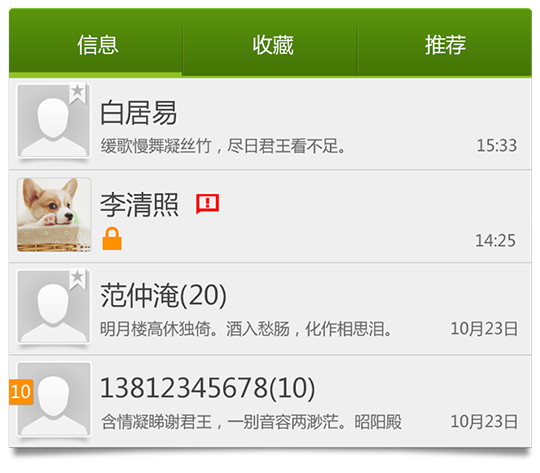 信息 收藏 推荐
白居易
缓歌慢舞凝丝竹，尽日君王看不足。 15:33
李清照
14:25
范仲淹(20)
明月楼高休独倚。酒入愁肠，化作相思泪。 10月23日
10
13812345678(10)
含情凝睇谢君王，一别音容两渺茫。昭阳殿 10月23日